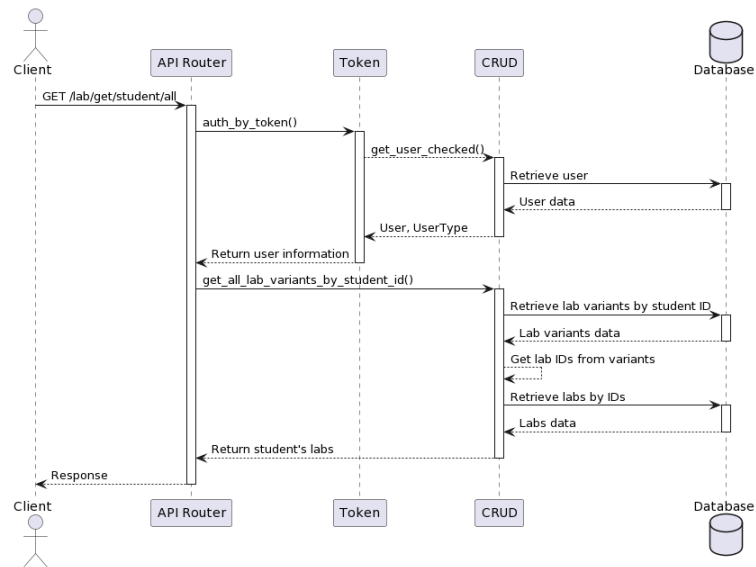 Client
API Router
Token
CRUD
Database
GET /lab/get/student/all
auth_by_token()
get_user_checked()
Retrieve user
User data
User, UserType
Return user information
get_all_lab_variants_by_student_id()
Retrieve lab variants by student ID
Lab variants data
Get lab IDs from variants
Retrieve labs by IDs
Labs data
Return student's labs
Response
Client
API Router
Token
CRUD
Database